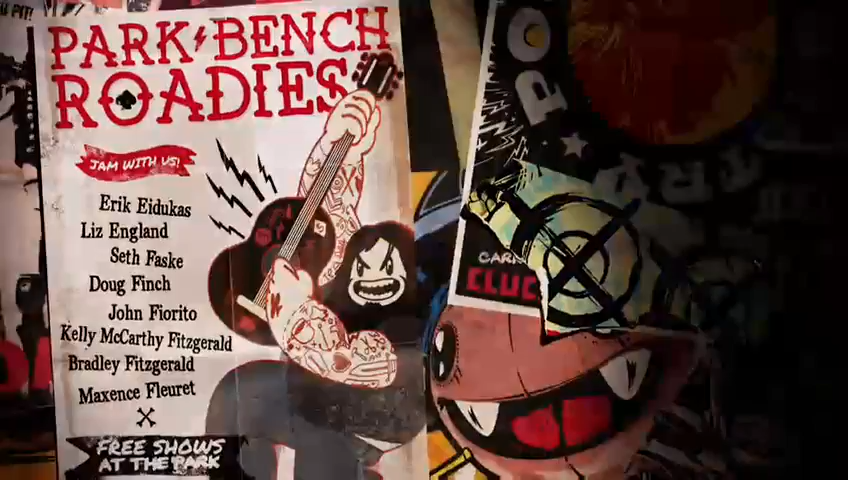 PIT!
PARK BENCH
ROADIES
JAM WITH US!
Erik Eidukas
Liz England
Seth Faske
Doug Finch
John Fiorito
Kelly McCarthy Fitzgerald
Bradley Fitzgerald
Maxence Fleuret
FREE SHOWS
AT THE PARK